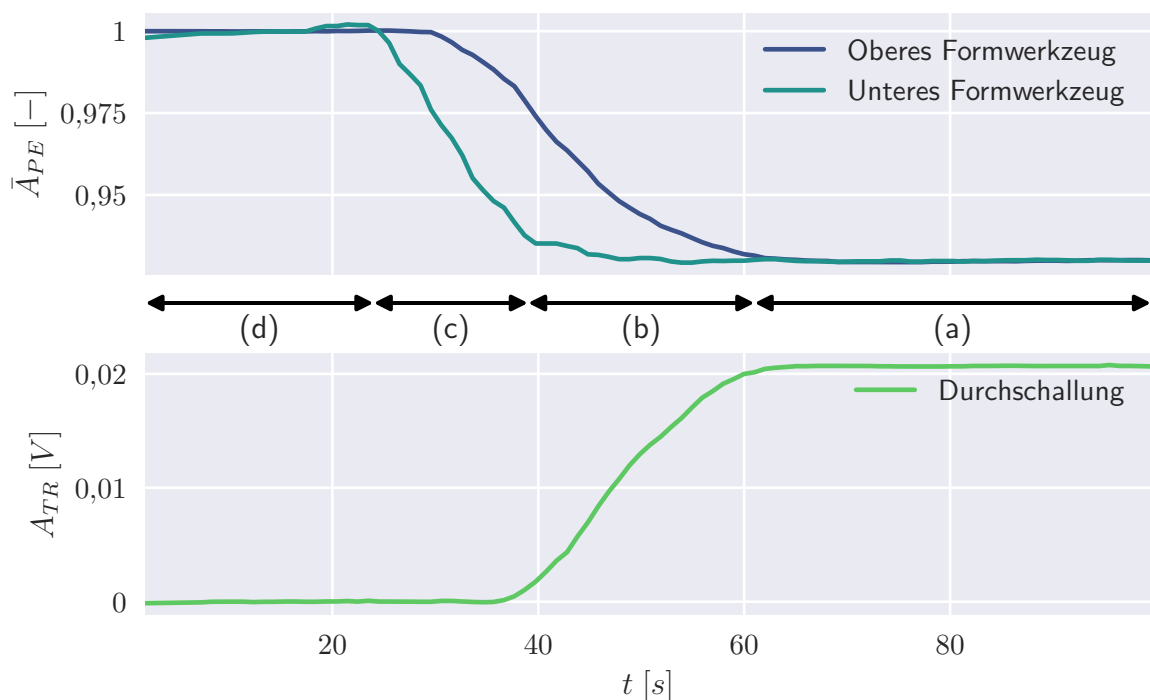 1
0,975
0,95
Ā_PE [−]
Oberes Formwerkzeug
Unteres Formwerkzeug
(d) (c) (b) (a)
0,02
0,01
0
A_TR [V]
Durchschallung
20 40 60 80
t [s]